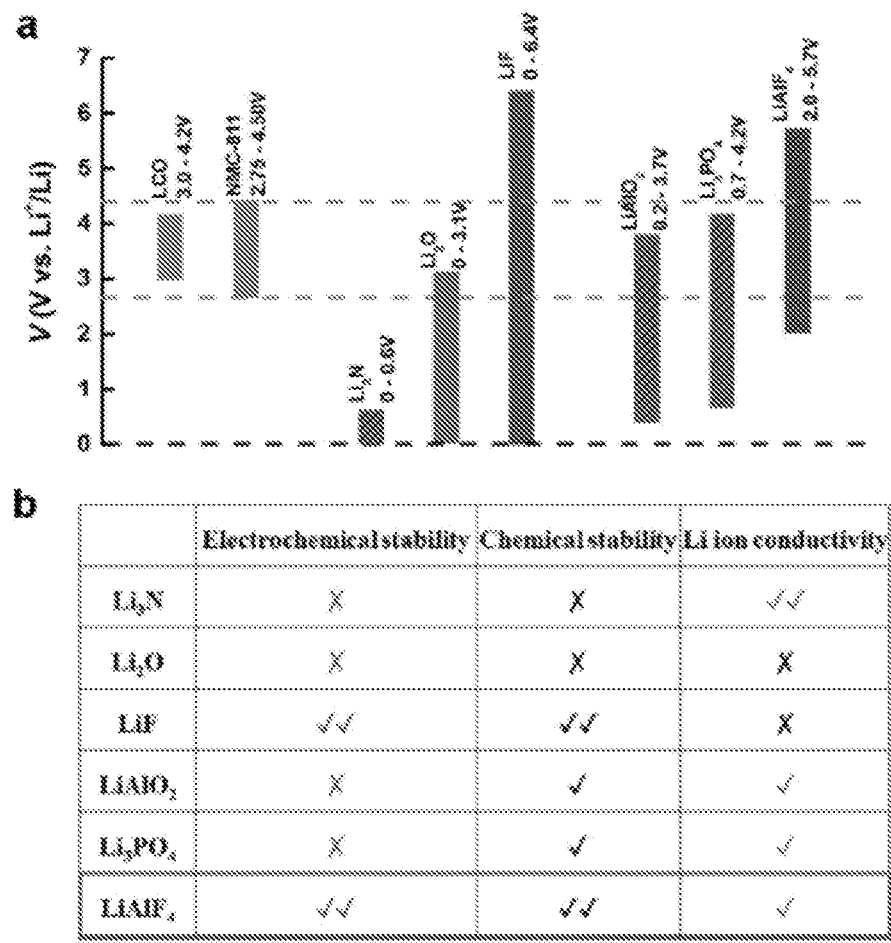 a
V (V vs. Li⁺/Li)
7
6
5
4
3
2
1
0
LCO
3.0 - 4.2V
NMC-811
2.75 - 4.50V
Li₃N
0 - 0.6V
Li₂O
0 - 3.1V
LiF
0 - 6.4V
LiAlO₂
0.2 - 3.7V
Li₃PO₄
0.7 - 4.2V
LiAlF₄
2.0 - 5.7V
b
Electrochemical stability Chemical stability Li ion conductivity
Li₃N ✗ ✗ ✓✓
Li₂O ✗ ✗ ✗
LiF ✓✓ ✓✓ ✗
LiAlO₂ ✗ ✓ ✓
Li₃PO₄ ✗ ✓ ✓
LiAlF₄ ✓✓ ✓✓ ✓